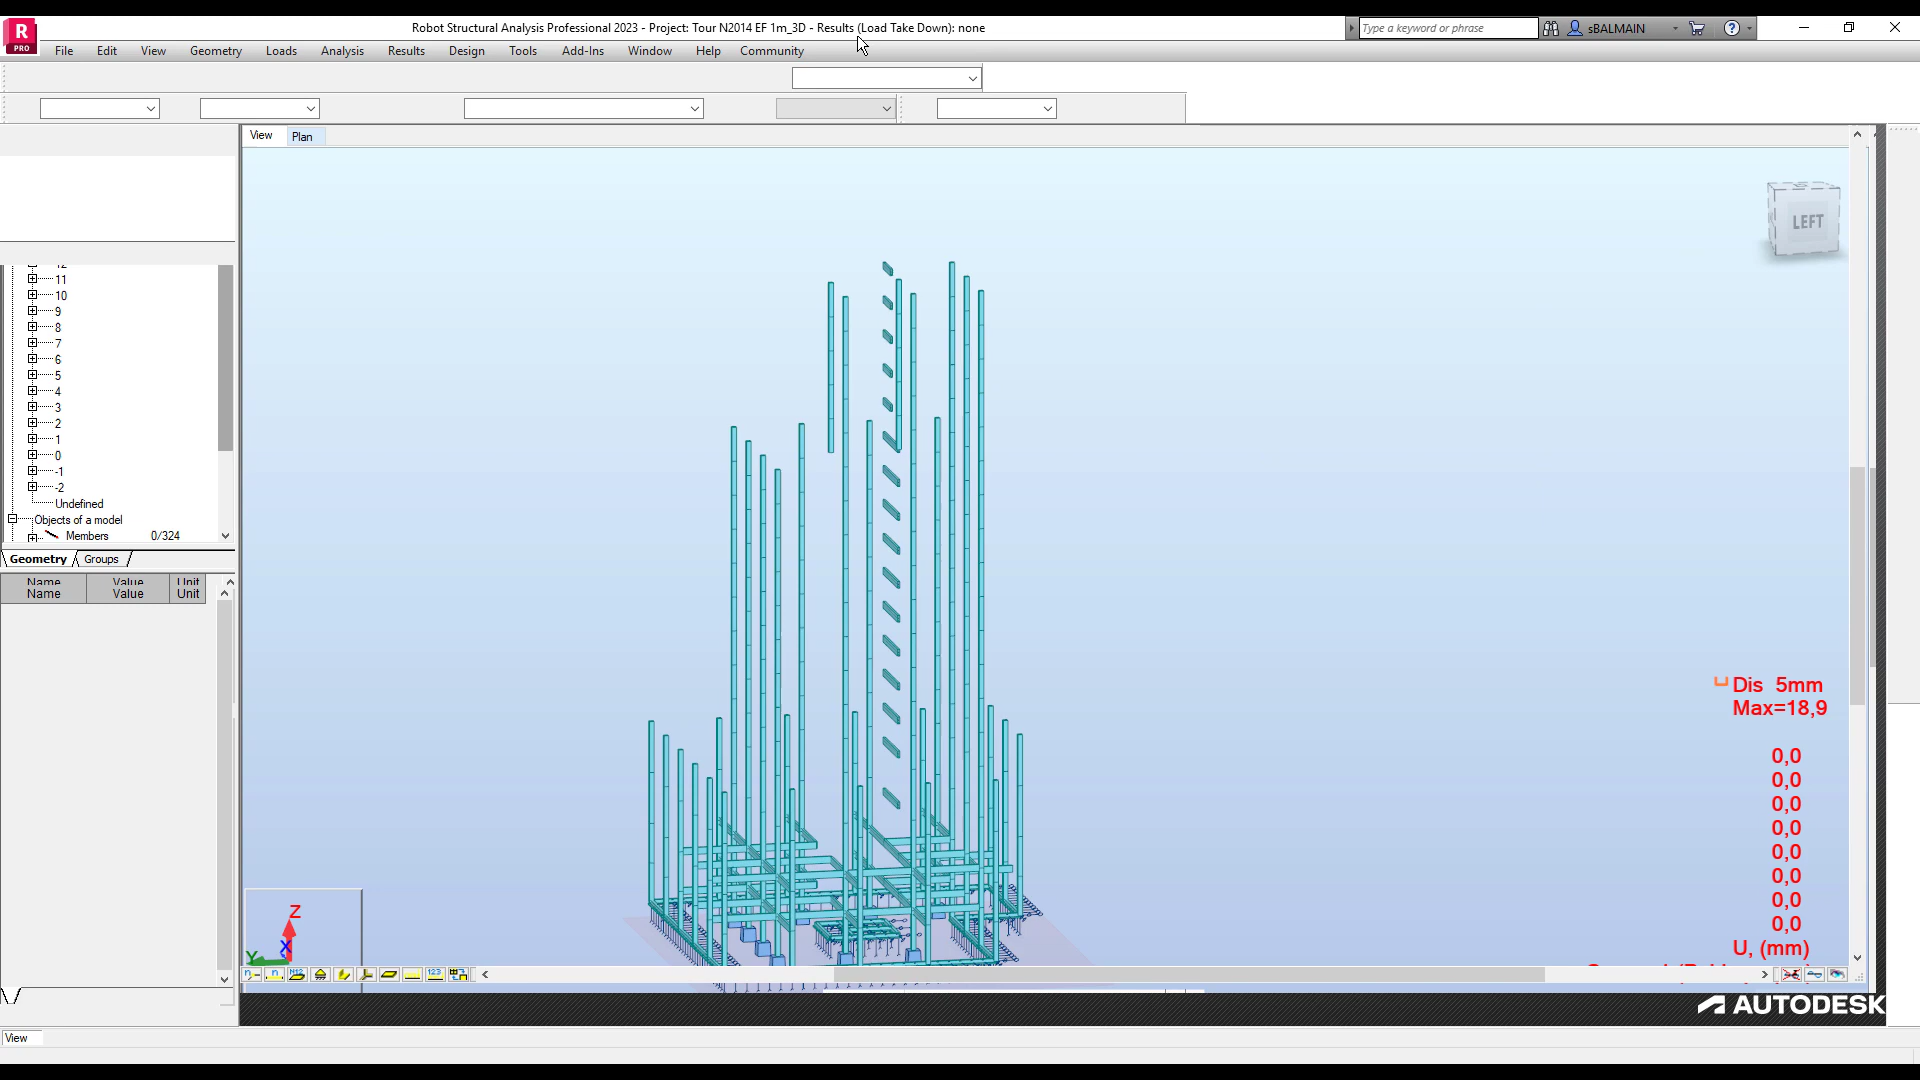 R
PRO
Robot Structural Analysis Professional 2023 - Project: Tour N2014 EF 1m_3D - Results (Load Take Down): none
Type a keyword or phrase
sBALMAIN
File Edit View Geometry Loads Analysis Results Design Tools Add-Ins Window Help Community
View Plan
LEFT
12
11
10
9
8
7
6
5
4
3
2
1
0
-1
-2
Undefined
Objects of a model
Members 0/324
Geometry Groups
Name Value Unit
Name Value Unit
Dis 5mm
Max=18,9
0,0
0,0
0,0
0,0
0,0
0,0
0,0
0,0
U, (mm)
Z
X
Y
AUTODESK
View